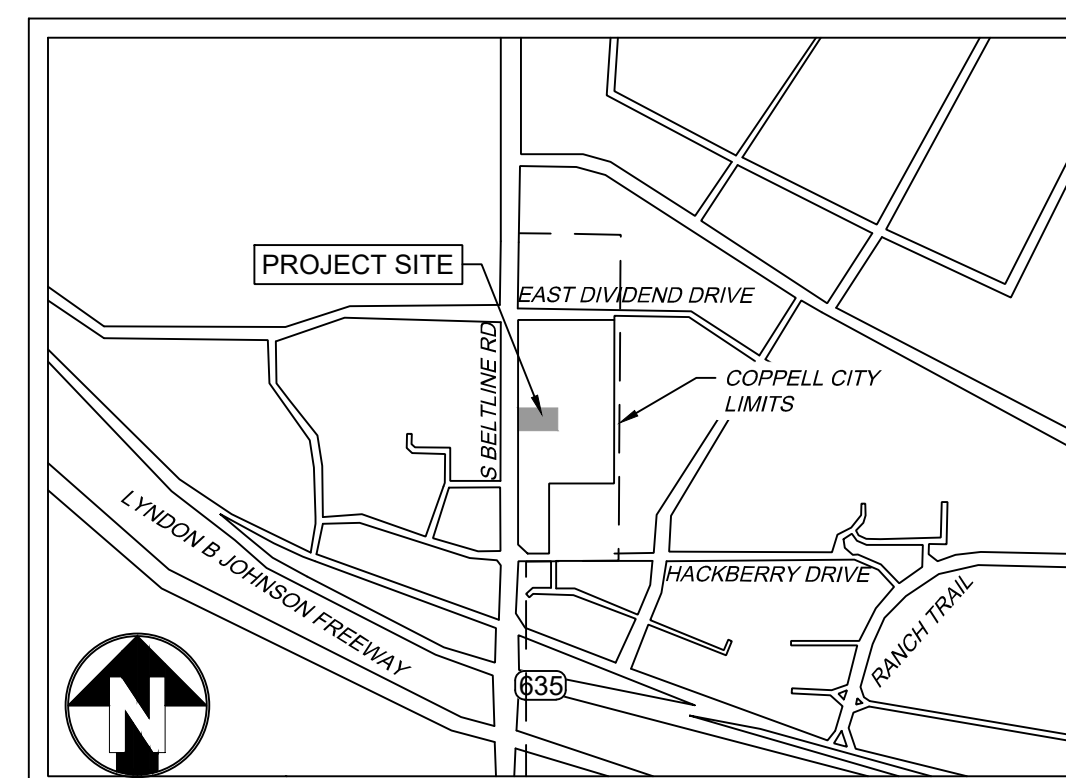 PROJECT SITE
EAST DIVIDEND DRIVE
S BELTLINE RD
COPPELL CITY
LIMITS
LYNDON B JOHNSON FREEWAY
HACKBERRY DRIVE
RANCH TRAIL
635
N